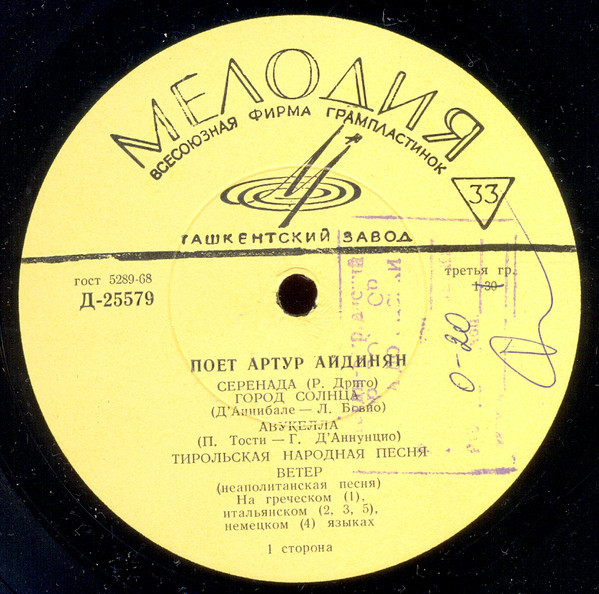 МЕЛОДИЯ
ВСЕСОЮЗНАЯ ФИРМА ГРАМПЛАСТИНОК
33
ТАШКЕНТСКИЙ ЗАВОД
гост 5289-68
Д-25579
третья гр.
1-30
0-20
ПОЕТ АРТУР АЙДИНЯН
СЕРЕНАДА (Р. Дриго)
ГОРОД СОЛНЦА
(Д'Аннибале — Л. Бовио)
АВУКЕЛЛА
(П. Тости — Г. Д'Аннунцио)
ТИРОЛЬСКАЯ НАРОДНАЯ ПЕСНЯ
ВЕТЕР
(неаполитанская песня)
На греческом (1),
итальянском (2, 3, 5),
немецком (4) языках
1 сторона